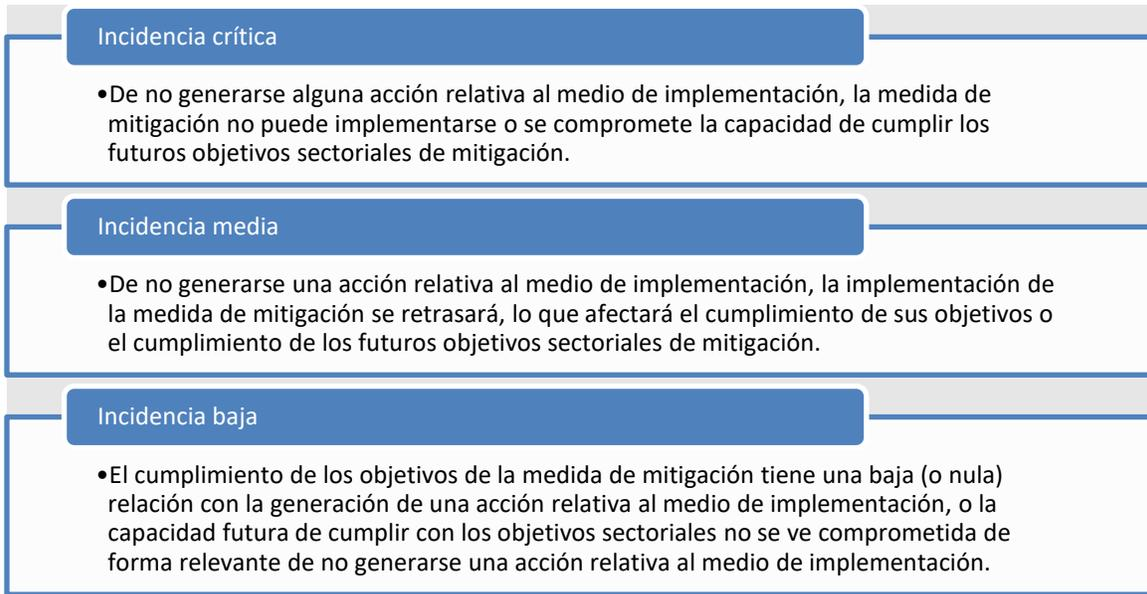 Incidencia crítica
•De no generarse alguna acción relativa al medio de implementación, la medida de
mitigación no puede implementarse o se compromete la capacidad de cumplir los
futuros objetivos sectoriales de mitigación.
Incidencia media
•De no generarse una acción relativa al medio de implementación, la implementación de
la medida de mitigación se retrasará, lo que afectará el cumplimiento de sus objetivos o
el cumplimiento de los futuros objetivos sectoriales de mitigación.
Incidencia baja
•El cumplimiento de los objetivos de la medida de mitigación tiene una baja (o nula)
relación con la generación de una acción relativa al medio de implementación, o la
capacidad futura de cumplir con los objetivos sectoriales no se ve comprometida de
forma relevante de no generarse una acción relativa al medio de implementación.